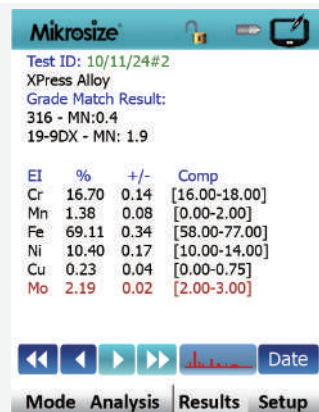 Mikrosize
Test ID: 10/11/24#2
XPress Alloy
Grade Match Result:
316 - MN:0.4
19-9DX - MN: 1.9
EI % +/- Comp
Cr 16.70 0.14 [16.00-18.00]
Mn 1.38 0.08 [0.00-2.00]
Fe 69.11 0.34 [58.00-77.00]
Ni 10.40 0.17 [10.00-14.00]
Cu 0.23 0.04 [0.00-0.75]
Mo 2.19 0.02 [2.00-3.00]
Date
Mode Analysis Results Setup